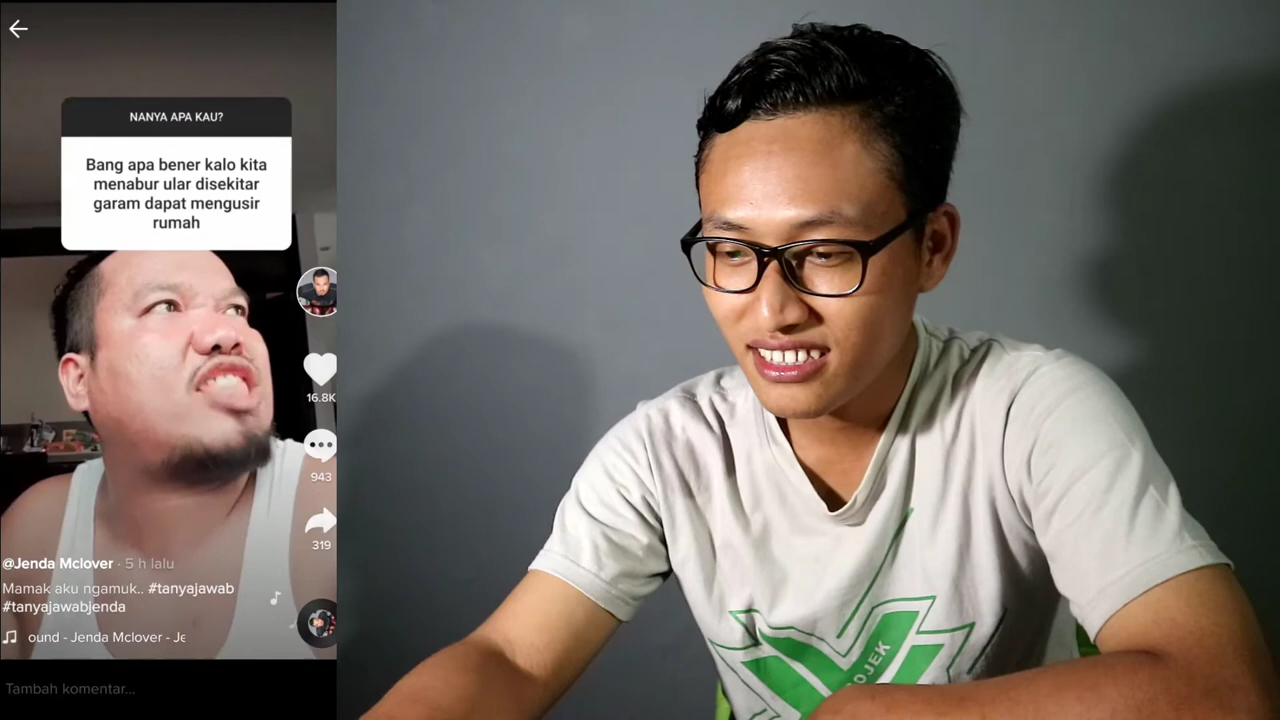 NANYA APA KAU?
Bang apa bener kalo kita
menabur ular disekitar
garam dapat mengusir
rumah
16.8K
943
319
@Jenda Mclover · 5 h lalu
Mamak aku ngamuk.. #tanyajawab
#tanyajawabjenda
ound - Jenda Mclover - Je
Tambah komentar...
OJEK